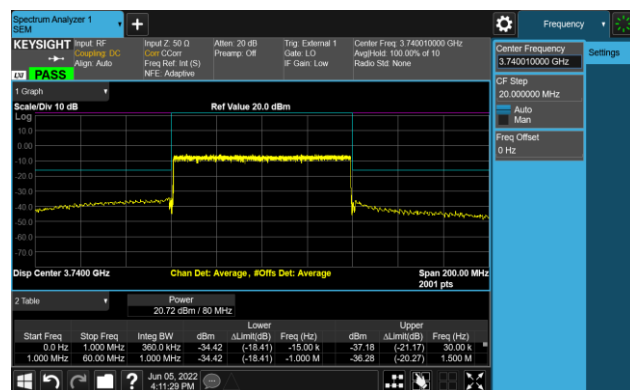 Spectrum Analyzer 1
SEM
Frequency
KEYSIGHT
Input: RF
Coupling: DC
Align: Auto
Input Z: 50 Ω
Corr CCorr
Freq Ref: Int (S)
NFE: Adaptive
Atten: 20 dB
Preamp: Off
Trig: External 1
Gate: LO
IF Gain: Low
Center Freq: 3.740010000 GHz
Avg|Hold: 100.00% of 10
Radio Std: None
LXI PASS
Center Frequency
3.740010000 GHz
Settings
CF Step
20.000000 MHz
Auto
Man
Freq Offset
0 Hz
1 Graph
Scale/Div 10 dB
Ref Value 20.0 dBm
Log
10.0
0.00
-10.0
-20.0
-30.0
-40.0
-50.0
-60.0
-70.0
Disp Center 3.7400 GHz
Chan Det: Average, #Offs Det: Average
Span 200.00 MHz
2001 pts
2 Table
Power
20.72 dBm / 80 MHz
Lower Upper
Start Freq Stop Freq Integ BW dBm ΔLimit(dB) Freq (Hz) dBm ΔLimit(dB) Freq (Hz)
0.0 Hz 1.000 MHz 360.0 kHz -34.42 (-18.41) -15.00 k -37.18 (-21.17) 30.00 k
1.000 MHz 60.00 MHz 1.000 MHz -34.42 (-18.41) -1.000 M -36.28 (-20.27) 1.500 M
Jun 05, 2022
4:11:29 PM